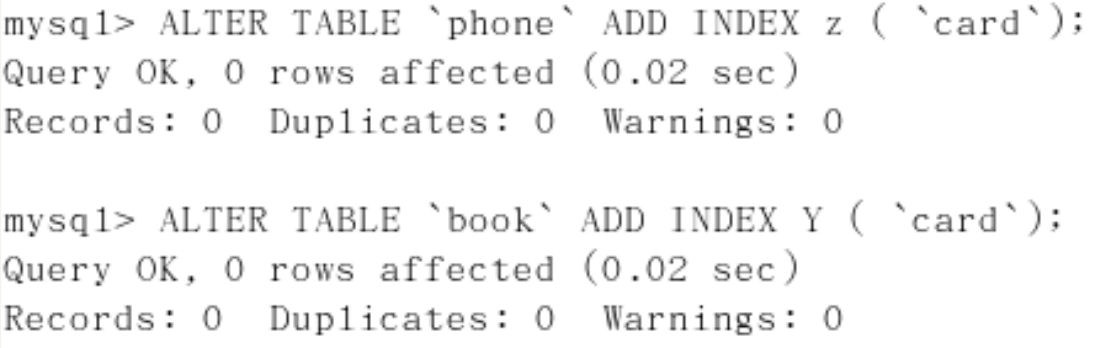 mysql> ALTER TABLE `phone` ADD INDEX z ( `card`);
Query OK, 0 rows affected (0.02 sec)
Records: 0  Duplicates: 0  Warnings: 0
mysql> ALTER TABLE `book` ADD INDEX Y ( `card`);
Query OK, 0 rows affected (0.02 sec)
Records: 0  Duplicates: 0  Warnings: 0